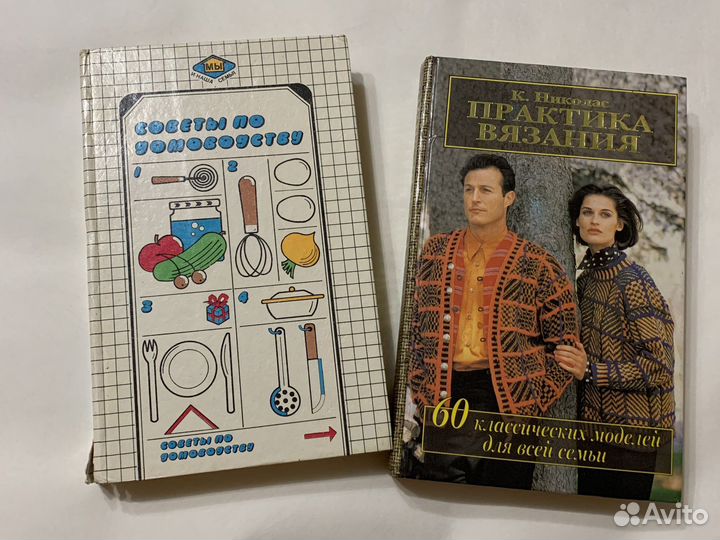 МЫ
И НАША СЕМЬЯ
СОВЕТЫ ПО
ДОМОВОДСТВУ
1
2
3
4
СОВЕТЫ ПО
ДОМОВОДСТВУ
К. Николас
ПРАКТИКА
ВЯЗАНИЯ
60 классических моделей
для всей семьи
Avito